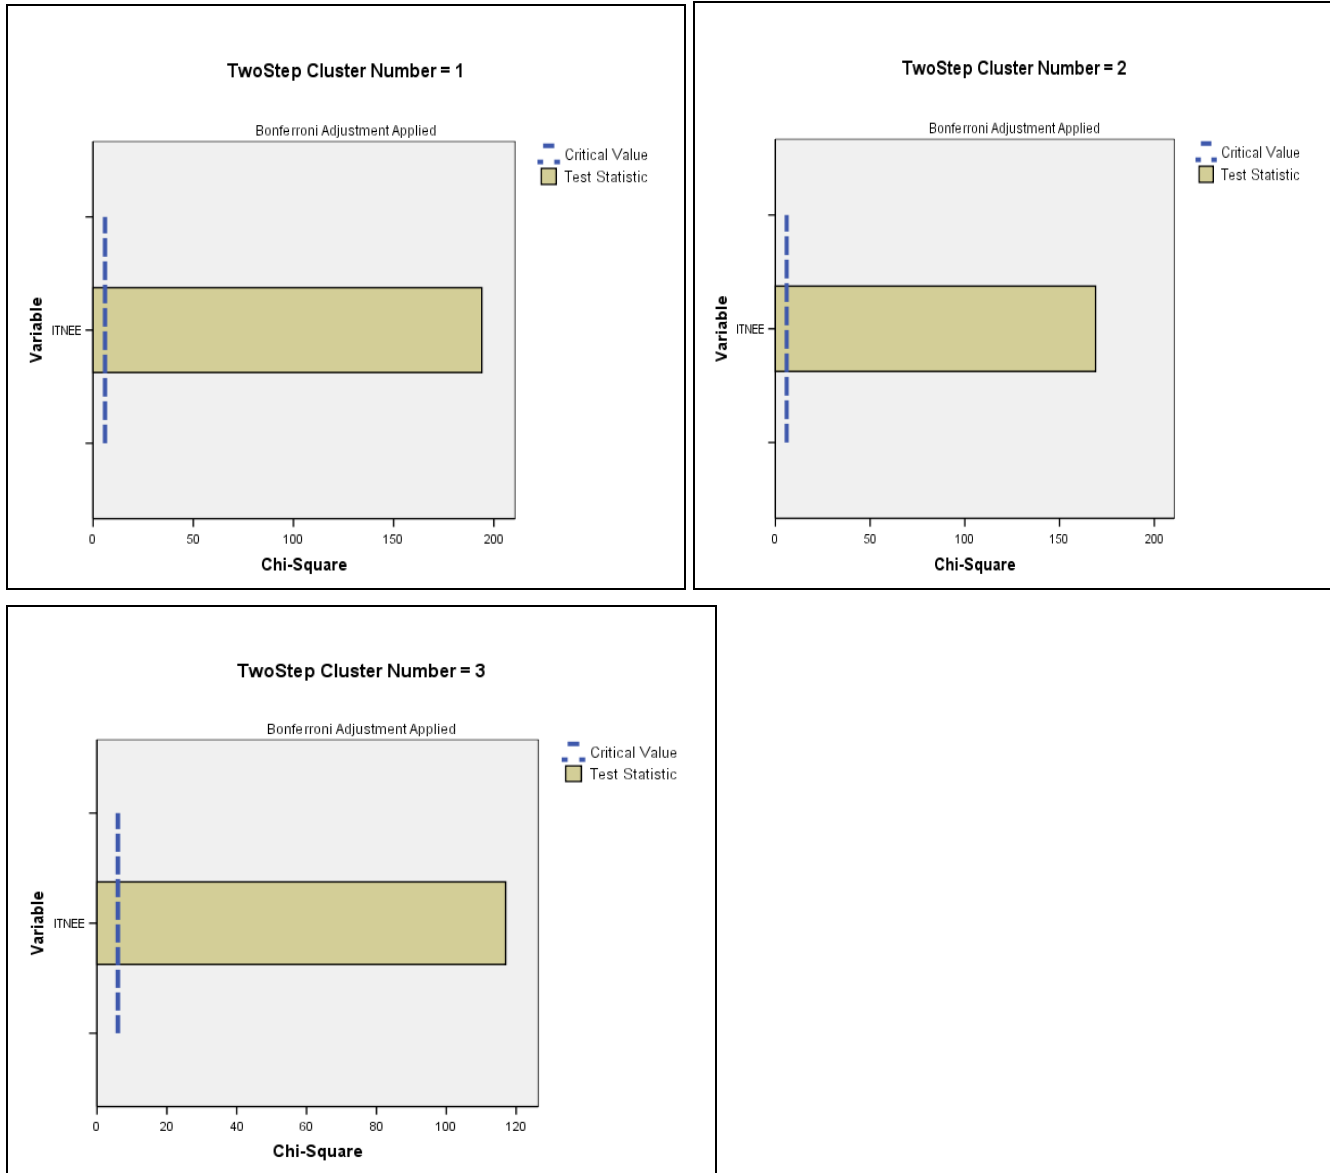 TwoStep Cluster Number = 1
Bonferroni Adjustment Applied
Critical Value
Test Statistic
Variable
ITNEE
0 50 100 150 200
Chi-Square
TwoStep Cluster Number = 2
Bonferroni Adjustment Applied
Critical Value
Test Statistic
Variable
ITNEE
0 50 100 150 200
Chi-Square
TwoStep Cluster Number = 3
Bonferroni Adjustment Applied
Critical Value
Test Statistic
Variable
ITNEE
0 20 40 60 80 100 120
Chi-Square